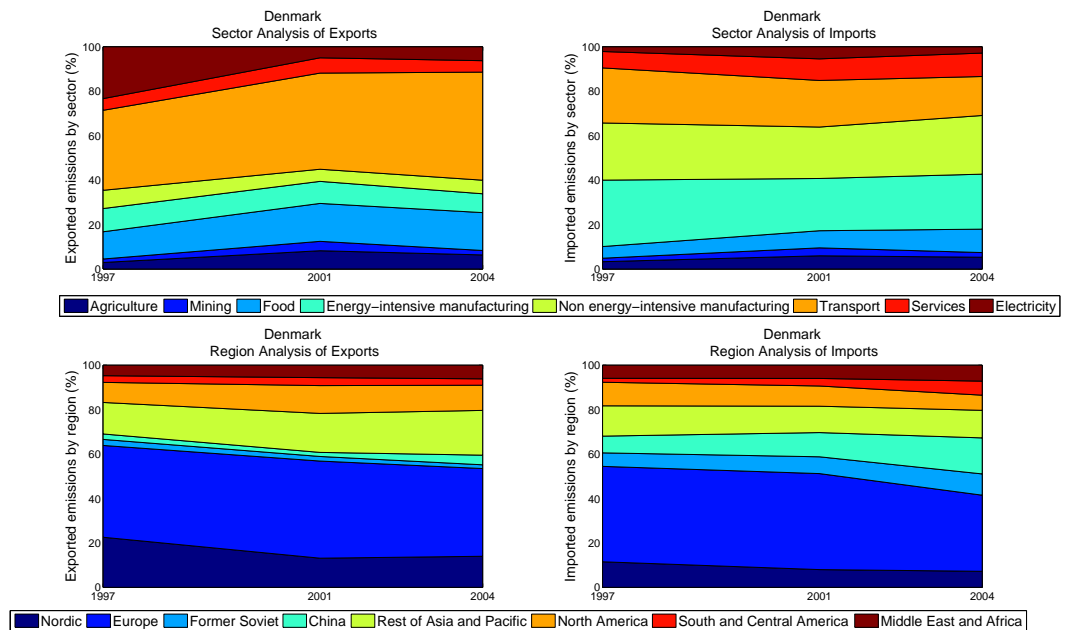 Denmark
Sector Analysis of Exports
Exported emissions by sector (%)
100
80
60
40
20
0
1997 2001 2004
Denmark
Sector Analysis of Imports
Imported emissions by sector (%)
100
80
60
40
20
0
1997 2001 2004
Agriculture Mining Food Energy−intensive manufacturing Non energy−intensive manufacturing Transport Services Electricity
Denmark
Region Analysis of Exports
Exported emissions by region (%)
100
80
60
40
20
0
1997 2001 2004
Denmark
Region Analysis of Imports
Imported emissions by region (%)
100
80
60
40
20
0
1997 2001 2004
Nordic Europe Former Soviet China Rest of Asia and Pacific North America South and Central America Middle East and Africa